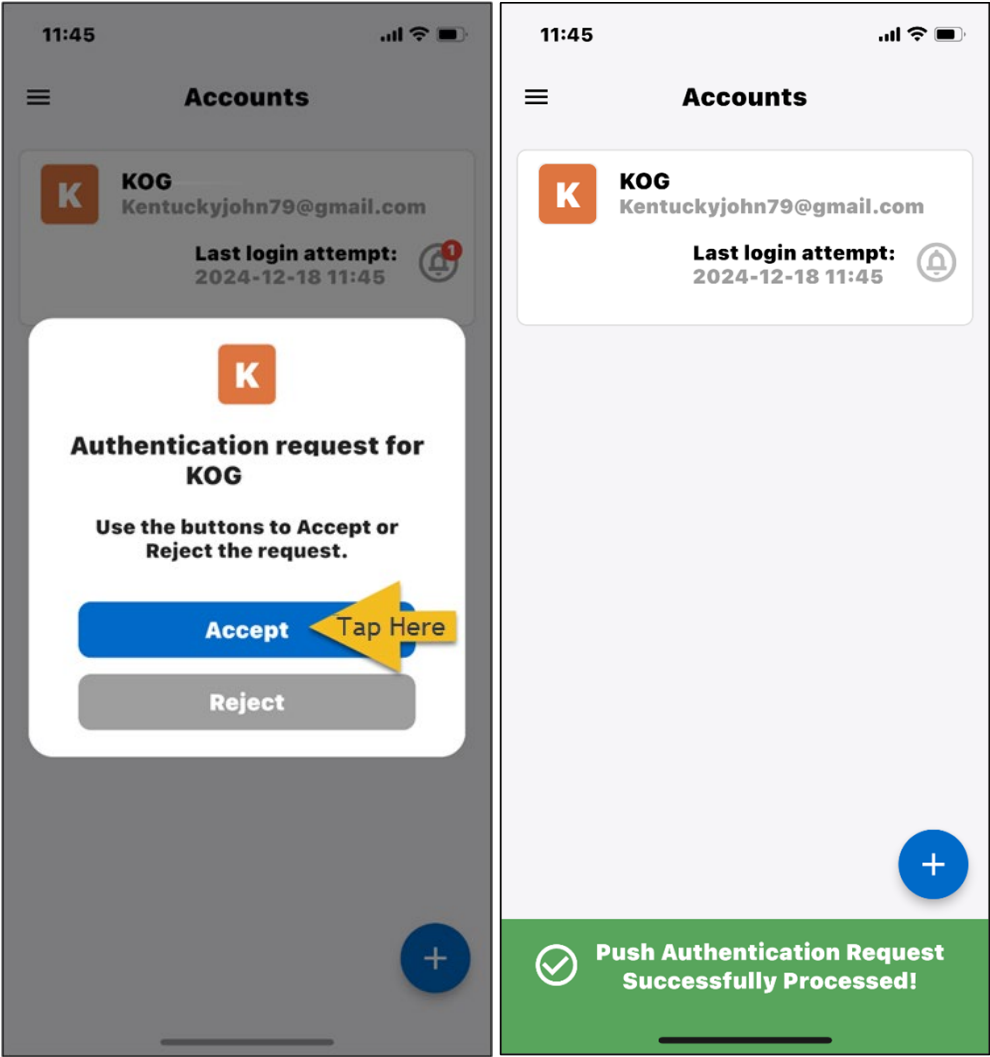 11:45
Accounts
K
KOG
Kentuckyjohn79@gmail.com
Last login attempt:
2024-12-18 11:45
1
K
Authentication request for
KOG
Use the buttons to Accept or
Reject the request.
Accept
Tap Here
Reject
+
11:45
Accounts
K
KOG
Kentuckyjohn79@gmail.com
Last login attempt:
2024-12-18 11:45
+
Push Authentication Request
Successfully Processed!